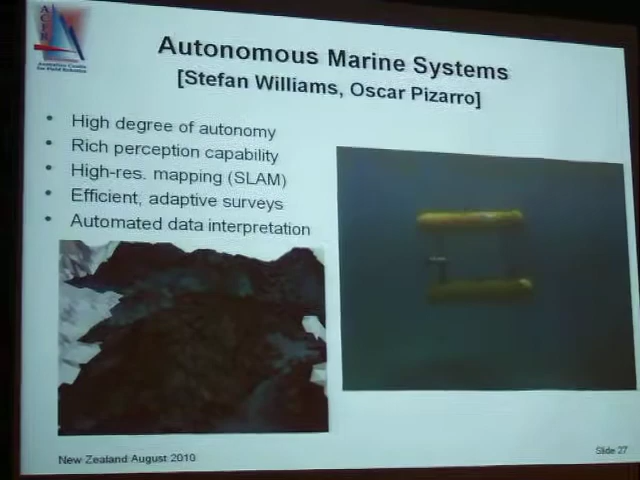 ACFR
Autonomous Marine Systems
[Stefan Williams, Oscar Pizarro]
• High degree of autonomy
• Rich perception capability
• High-res. mapping (SLAM)
• Efficient, adaptive surveys
• Automated data interpretation
New Zealand August 2010
Slide 27